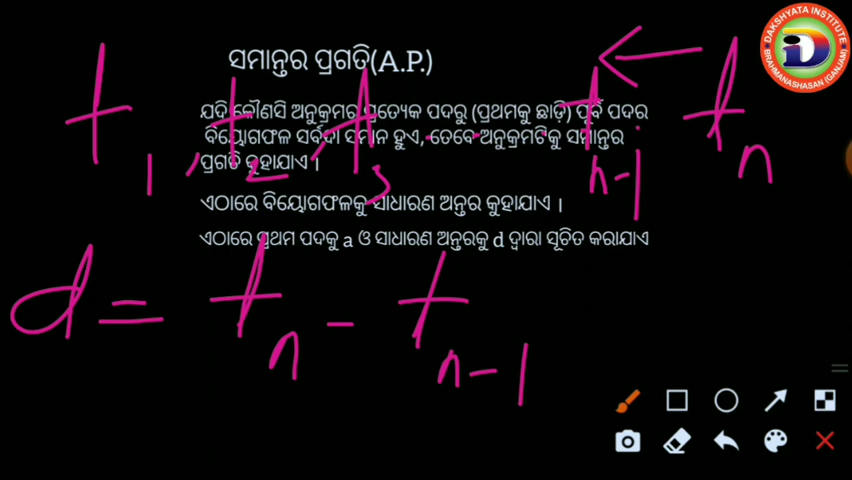 ସମାନ୍ତର ପ୍ରଗତି(A.P.)
ଯଦି କୌଣସି ଅନୁକ୍ରମର ପ୍ରତ୍ୟେକ ପଦରୁ (ପ୍ରଥମକୁ ଛାଡ଼ି) ପୂର୍ବ ପଦର
ବିୟୋଗଫଳ ସର୍ବଦା ସମାନ ହୁଏ, ତେବେ ଅନୁକ୍ରମଟିକୁ ସମାନ୍ତର
ପ୍ରଗତି କୁହାଯାଏ ।
ଏଠାରେ ବିୟୋଗଫଳକୁ ସାଧାରଣ ଅନ୍ତର କୁହାଯାଏ ।
ଏଠାରେ ପ୍ରଥମ ପଦକୁ a ଓ ସାଧାରଣ ଅନ୍ତରକୁ d ଦ୍ୱାରା ସୂଚିତ କରାଯାଏ
t₁, t₂, t₃ - - - . tₙ₋₁ ← tₙ
d = tₙ - tₙ₋₁
DAKSHYATA INSTITUTE
BRAHMANASHASAN (GANJAM)